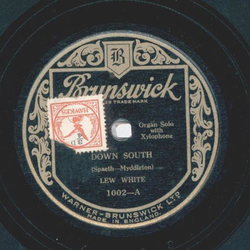 B
Brunswick
TRADE MARK
Organ Solo
with
Xylophone
DOWN SOUTH
(Spaeth-Myddleton)
LEW WHITE
1002—A
WARNER-BRUNSWICK LTD
MADE IN ENGLAND.